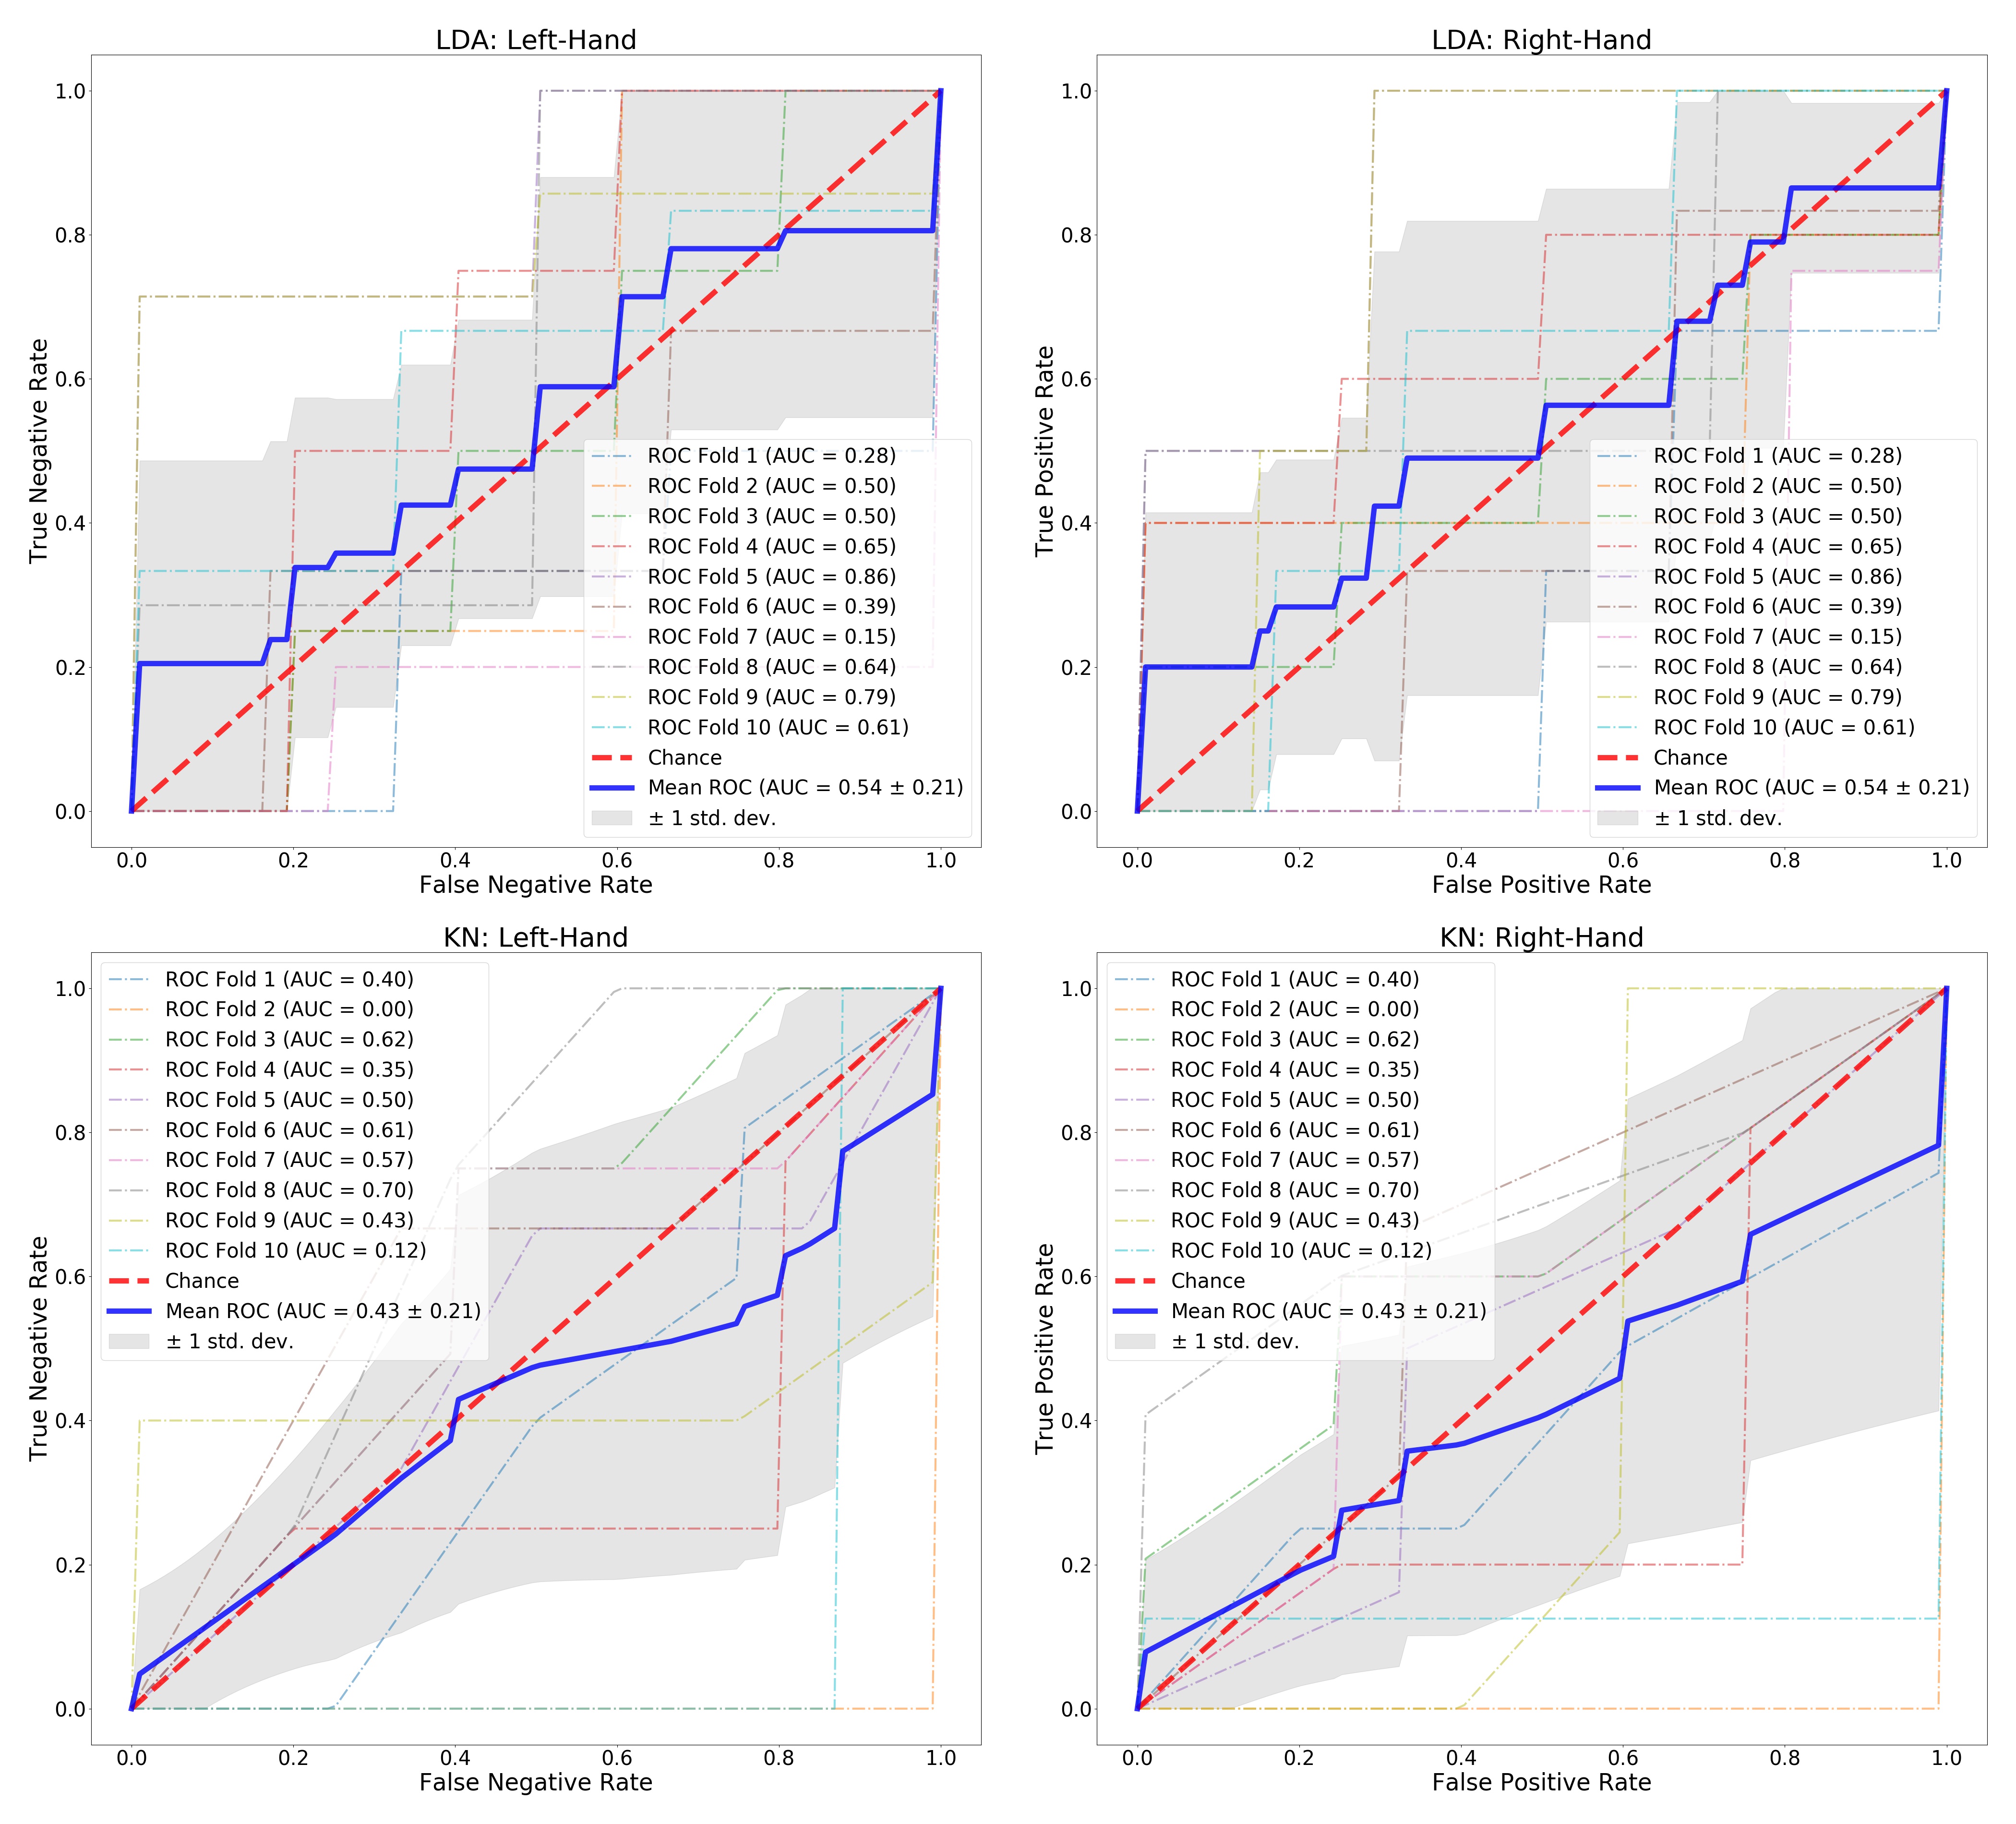 LDA: Left-Hand
True Negative Rate
1.0
0.8
0.6
0.4
0.2
0.0
ROC Fold 1 (AUC = 0.28)
ROC Fold 2 (AUC = 0.50)
ROC Fold 3 (AUC = 0.50)
ROC Fold 4 (AUC = 0.65)
ROC Fold 5 (AUC = 0.86)
ROC Fold 6 (AUC = 0.39)
ROC Fold 7 (AUC = 0.15)
ROC Fold 8 (AUC = 0.64)
ROC Fold 9 (AUC = 0.79)
ROC Fold 10 (AUC = 0.61)
Chance
Mean ROC (AUC = 0.54 ± 0.21)
± 1 std. dev.
0.0 0.2 0.4 0.6 0.8 1.0
False Negative Rate
LDA: Right-Hand
True Positive Rate
1.0
0.8
0.6
0.4
0.2
0.0
ROC Fold 1 (AUC = 0.28)
ROC Fold 2 (AUC = 0.50)
ROC Fold 3 (AUC = 0.50)
ROC Fold 4 (AUC = 0.65)
ROC Fold 5 (AUC = 0.86)
ROC Fold 6 (AUC = 0.39)
ROC Fold 7 (AUC = 0.15)
ROC Fold 8 (AUC = 0.64)
ROC Fold 9 (AUC = 0.79)
ROC Fold 10 (AUC = 0.61)
Chance
Mean ROC (AUC = 0.54 ± 0.21)
± 1 std. dev.
0.0 0.2 0.4 0.6 0.8 1.0
False Positive Rate
KN: Left-Hand
True Negative Rate
1.0
0.8
0.6
0.4
0.2
0.0
ROC Fold 1 (AUC = 0.40)
ROC Fold 2 (AUC = 0.00)
ROC Fold 3 (AUC = 0.62)
ROC Fold 4 (AUC = 0.35)
ROC Fold 5 (AUC = 0.50)
ROC Fold 6 (AUC = 0.61)
ROC Fold 7 (AUC = 0.57)
ROC Fold 8 (AUC = 0.70)
ROC Fold 9 (AUC = 0.43)
ROC Fold 10 (AUC = 0.12)
Chance
Mean ROC (AUC = 0.43 ± 0.21)
± 1 std. dev.
0.0 0.2 0.4 0.6 0.8 1.0
False Negative Rate
KN: Right-Hand
True Positive Rate
1.0
0.8
0.6
0.4
0.2
0.0
ROC Fold 1 (AUC = 0.40)
ROC Fold 2 (AUC = 0.00)
ROC Fold 3 (AUC = 0.62)
ROC Fold 4 (AUC = 0.35)
ROC Fold 5 (AUC = 0.50)
ROC Fold 6 (AUC = 0.61)
ROC Fold 7 (AUC = 0.57)
ROC Fold 8 (AUC = 0.70)
ROC Fold 9 (AUC = 0.43)
ROC Fold 10 (AUC = 0.12)
Chance
Mean ROC (AUC = 0.43 ± 0.21)
± 1 std. dev.
0.0 0.2 0.4 0.6 0.8 1.0
False Positive Rate